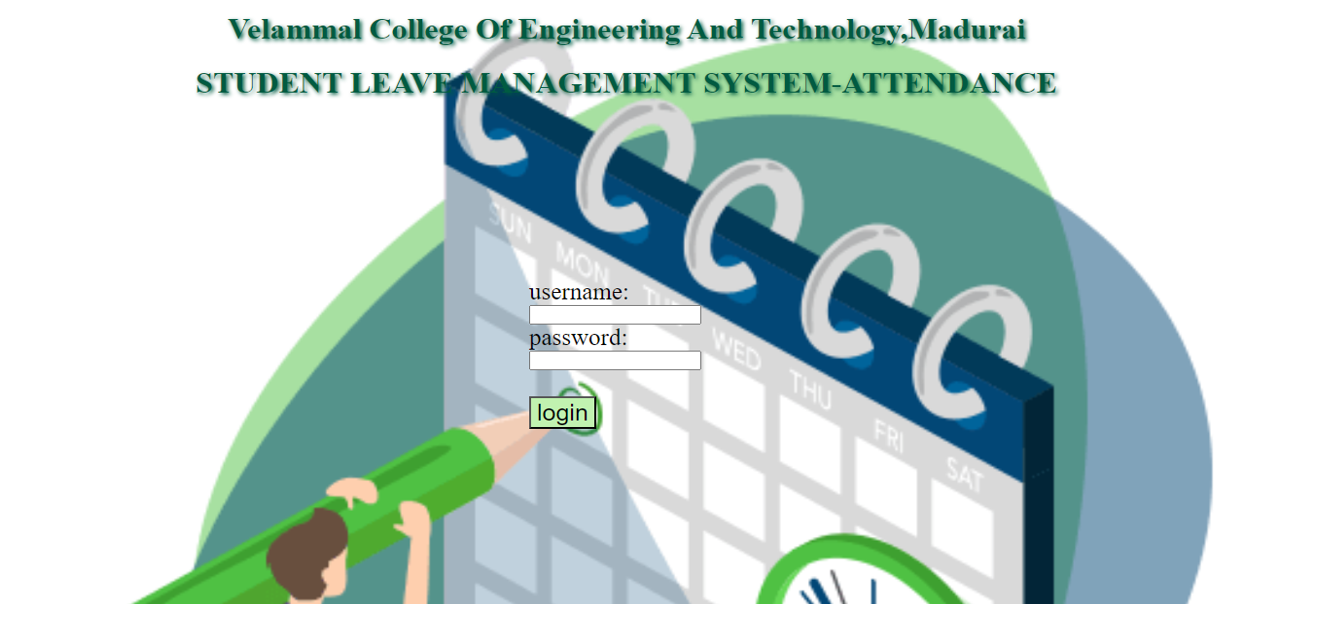 Velammal College Of Engineering And Technology,Madurai
STUDENT LEAVE MANAGEMENT SYSTEM-ATTENDANCE
SUN MON TUE WED THU FRI SAT
username:
password:
login